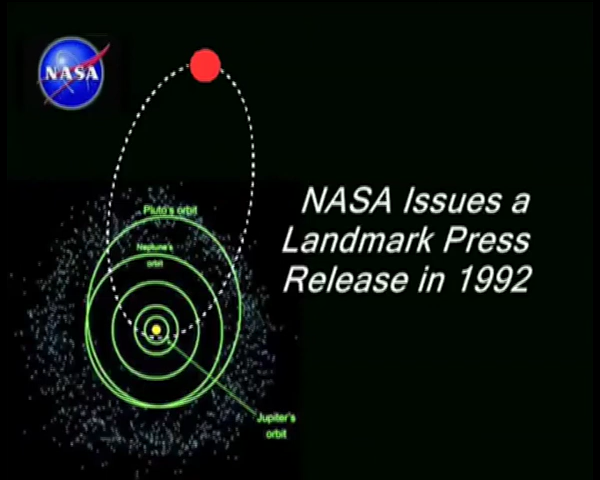 NASA
NASA Issues a
Landmark Press
Release in 1992
Pluto's orbit
Neptune's
orbit
Jupiter's
orbit